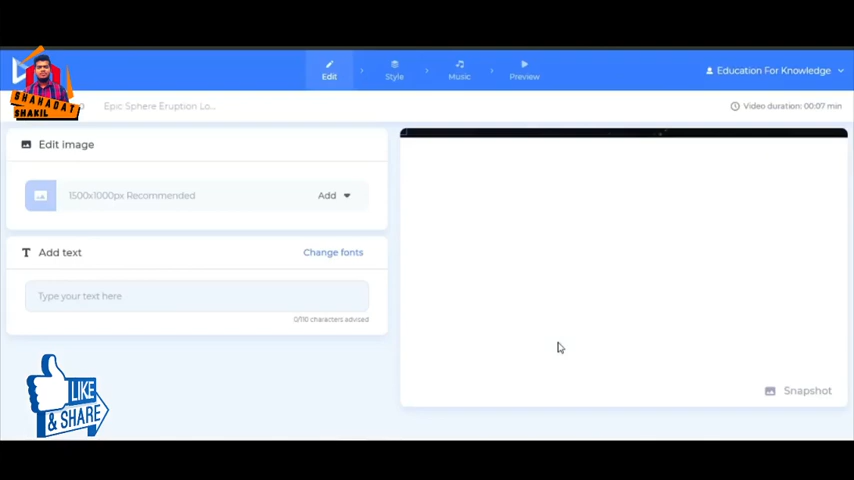 Edit
Style
Music
Preview
Education For Knowledge
SHAHADAT
SHAKIL
Epic Sphere Eruption Lo...
Video duration: 00:07 min
Edit image
1500x1000px Recommended
Add
Add text
Change fonts
Type your text here
0/110 characters advised
Snapshot
LIKE
& SHARE